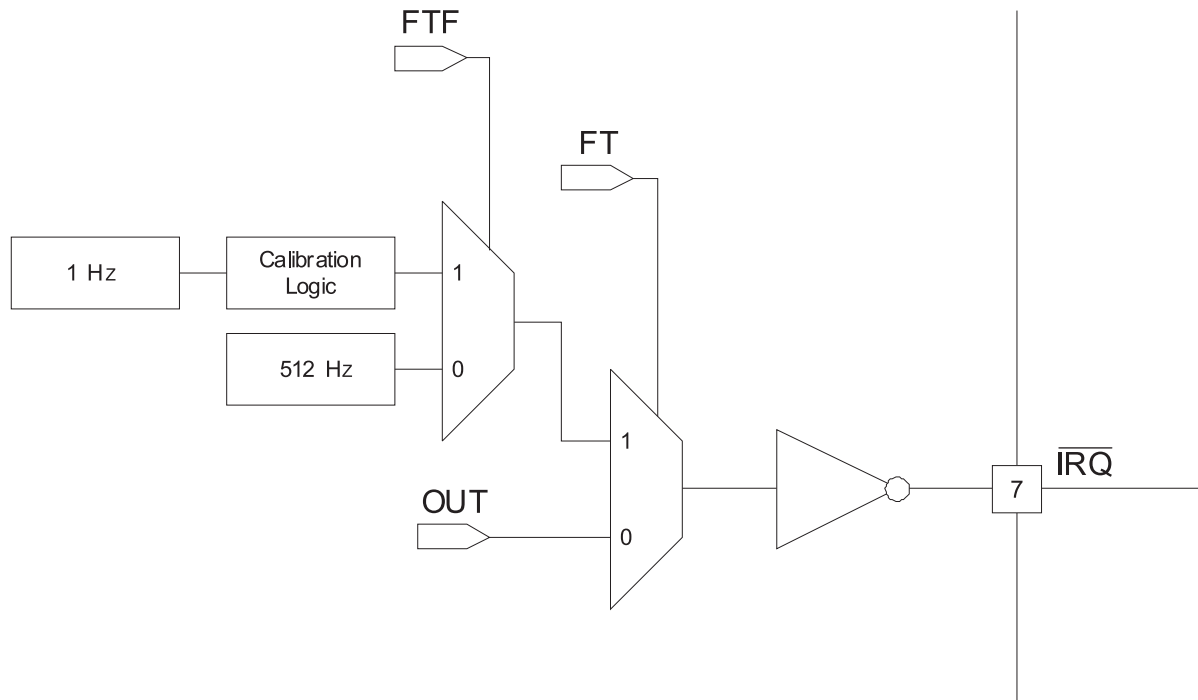 FTF
FT
1 Hz
Calibration
Logic
1
512 Hz
0
1
IRQ
7
OUT
0